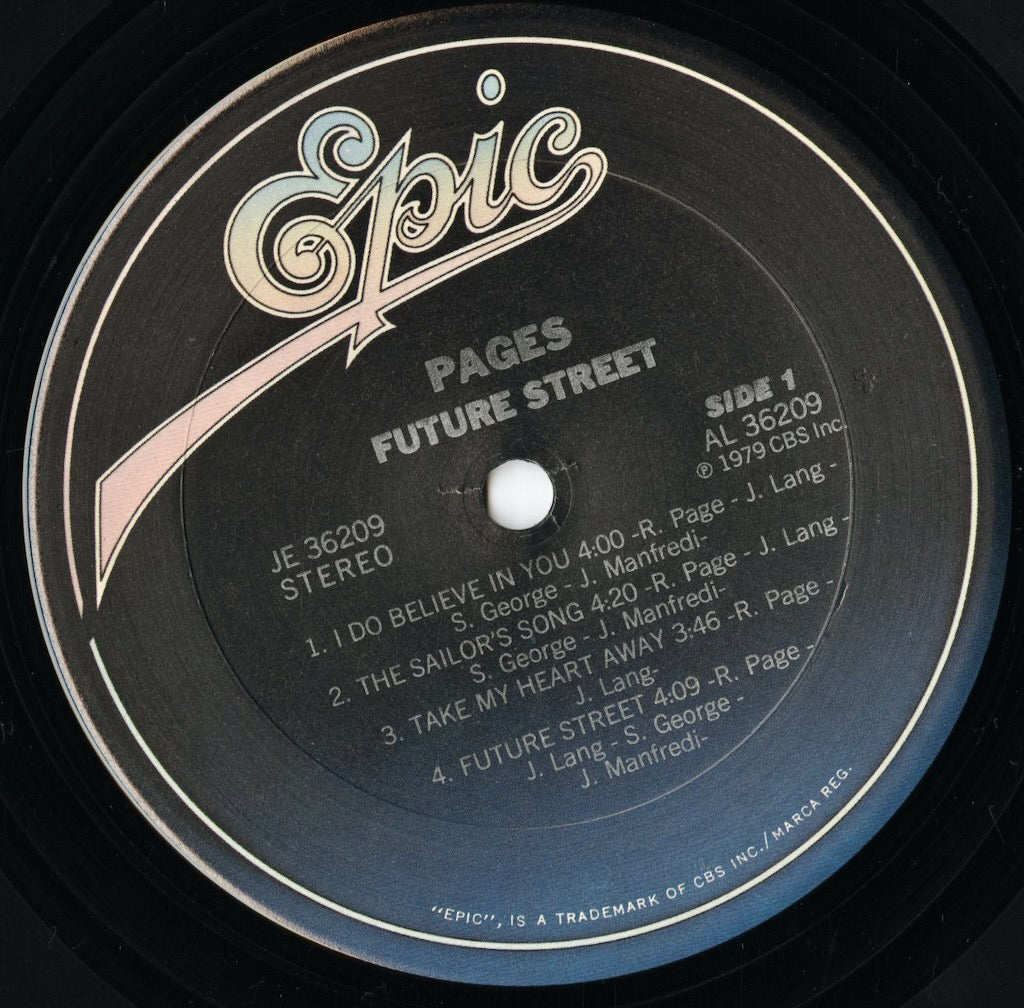 Epic
PAGES
FUTURE STREET
SIDE 1
AL 36209
℗ 1979 CBS Inc.
JE 36209
STEREO
1. I DO BELIEVE IN YOU 4:00 -R. Page - J. Lang -
S. George - J. Manfredi-
2. THE SAILOR'S SONG 4:20 -R. Page - J. Lang -
S. George - J. Manfredi-
3. TAKE MY HEART AWAY 3:46 -R. Page -
J. Lang-
4. FUTURE STREET 4:09 -R. Page -
J. Lang - S. George -
J. Manfredi-
"EPIC", IS A TRADEMARK OF CBS INC./MARCA REG.